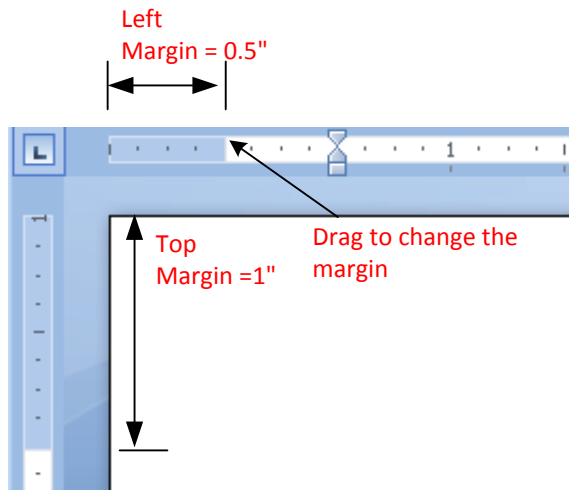 Left
Margin = 0.5"
L
1
1
Top
Margin =1"
Drag to change the
margin